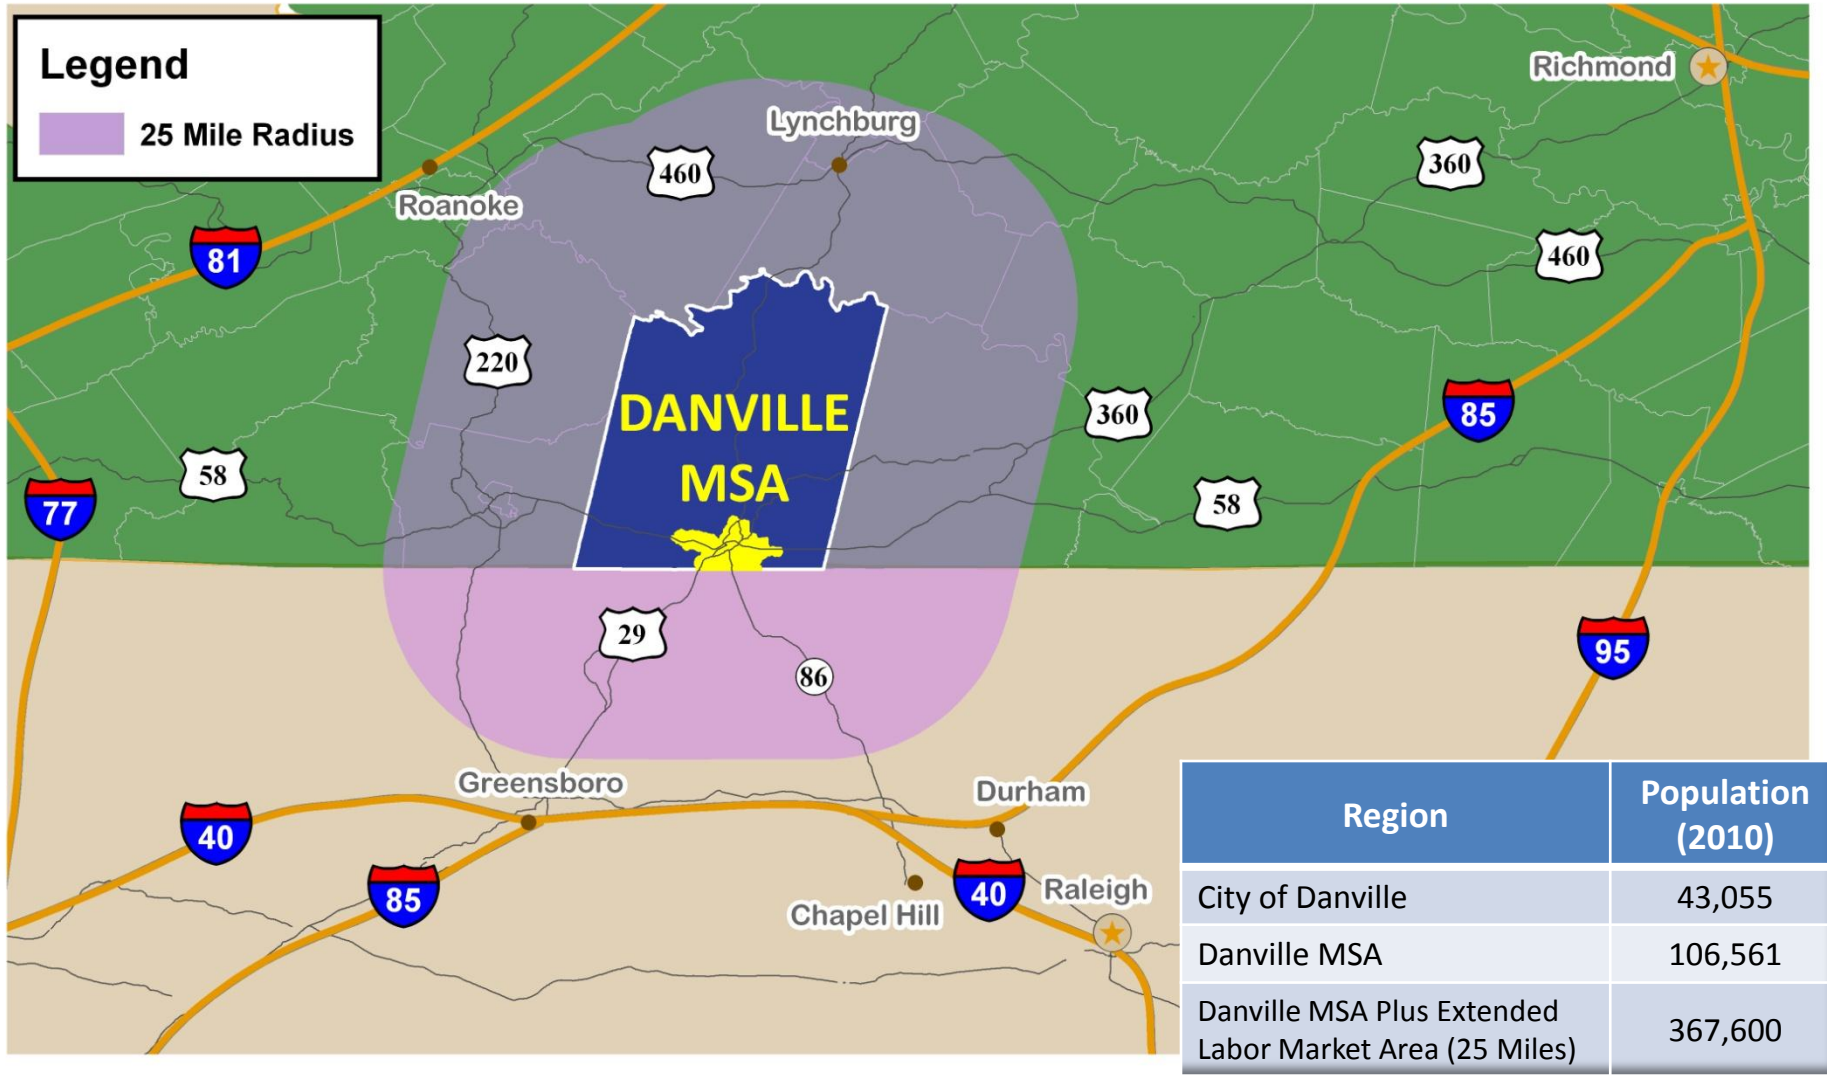 Legend
25 Mile Radius
Richmond
Lynchburg
460
360
Roanoke
81
460
220
DANVILLE
MSA
360
85
58
58
77
29
86
95
Greensboro
Durham
40
85
40
Raleigh
Chapel Hill
Region
Population
(2010)
City of Danville
43,055
Danville MSA
106,561
Danville MSA Plus Extended
Labor Market Area (25 Miles)
367,600